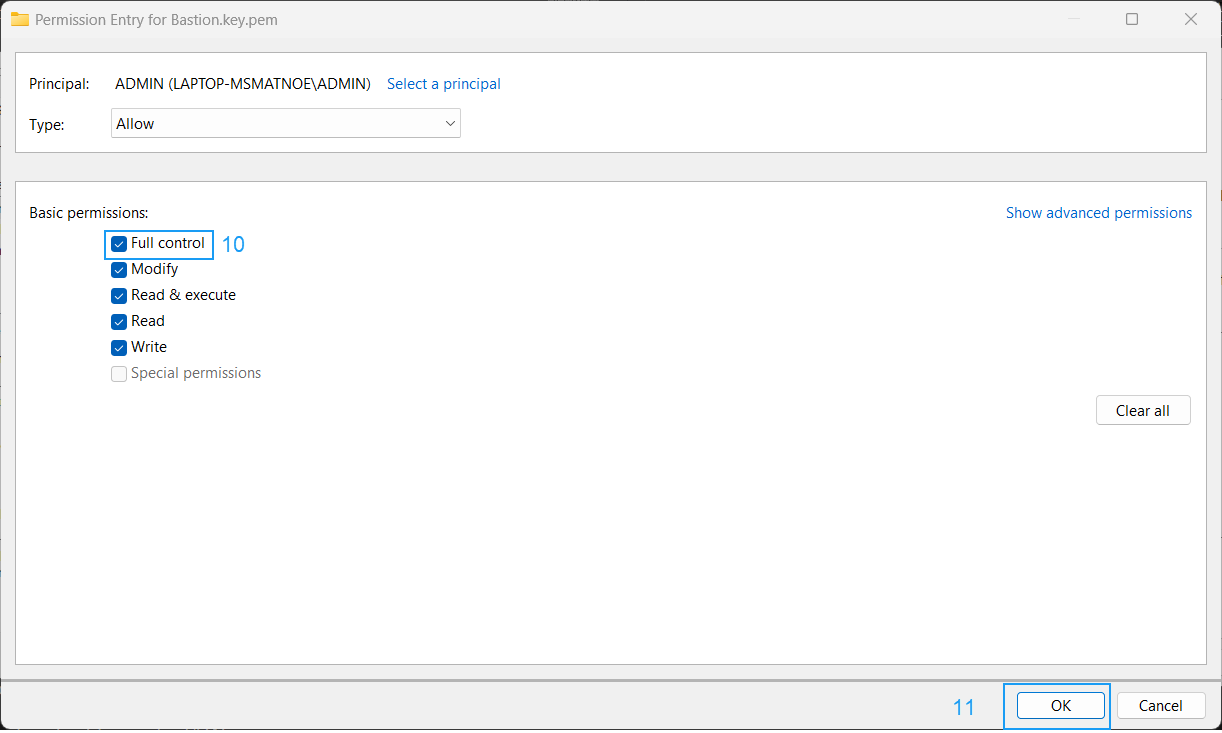 Permission Entry for Bastion.key.pem
Principal: ADMIN (LAPTOP-MSMATNOE\ADMIN) Select a principal
Type: Allow
Basic permissions: Show advanced permissions
Full control 10
Modify
Read & execute
Read
Write
Special permissions
Clear all
11 OK Cancel